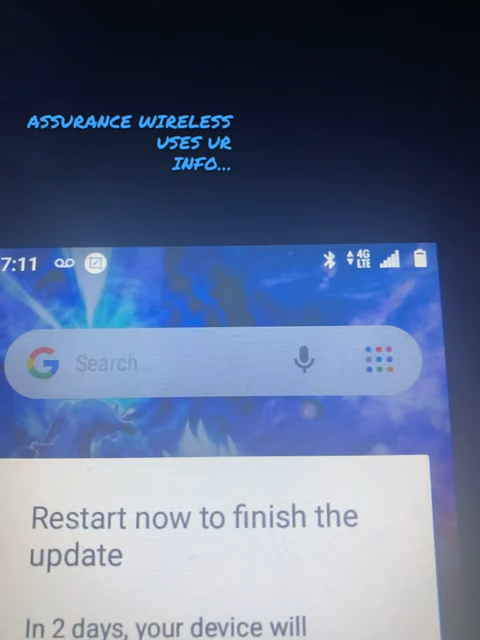 ASSURANCE WIRELESS
USES UR
INFO...
7:11
4G
LTE
Search...
Restart now to finish the
update
In 2 days, your device will